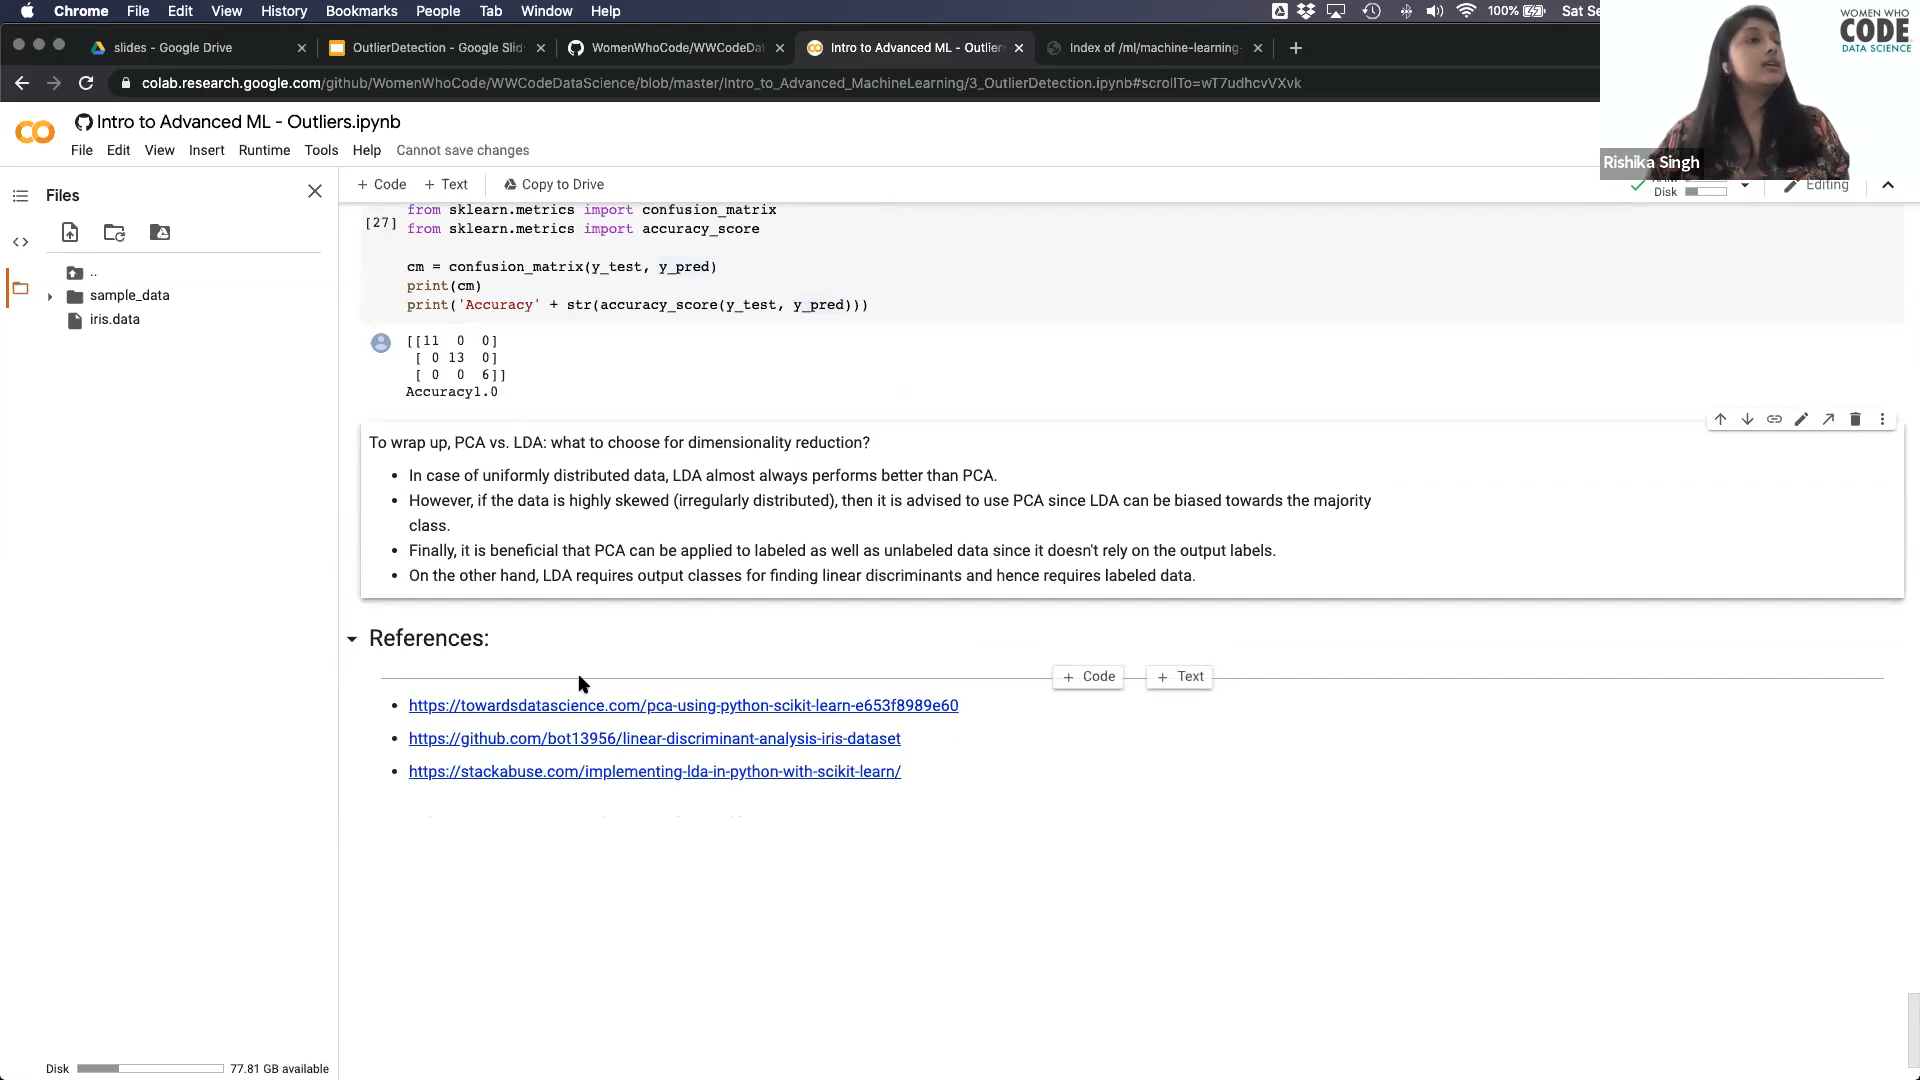 Chrome File Edit View History Bookmarks People Tab Window Help
100%
Sat Se
slides - Google Drive
OutlierDetection - Google Slid
WomenWhoCode/WWCodeDat
Intro to Advanced ML - Outlier
Index of /ml/machine-learning-
colab.research.google.com/github/WomenWhoCode/WWCodeDataScience/blob/master/Intro_to_Advanced_MachineLearning/3_OutlierDetection.ipynb#scrollTo=wT7udhcvVXvk
WOMEN WHO
CODE
DATA SCIENCE
Rishika Singh
Intro to Advanced ML - Outliers.ipynb
File Edit View Insert Runtime Tools Help Cannot save changes
Files
+ Code + Text Copy to Drive
Disk
Editing
..
sample_data
iris.data
[27]
from sklearn.metrics import confusion_matrix
from sklearn.metrics import accuracy_score
cm = confusion_matrix(y_test, y_pred)
print(cm)
print('Accuracy' + str(accuracy_score(y_test, y_pred)))
[[11 0 0]
[ 0 13 0]
[ 0 0 6]]
Accuracy1.0
To wrap up, PCA vs. LDA: what to choose for dimensionality reduction?
• In case of uniformly distributed data, LDA almost always performs better than PCA.
• However, if the data is highly skewed (irregularly distributed), then it is advised to use PCA since LDA can be biased towards the majority
class.
• Finally, it is beneficial that PCA can be applied to labeled as well as unlabeled data since it doesn't rely on the output labels.
• On the other hand, LDA requires output classes for finding linear discriminants and hence requires labeled data.
References:
+ Code + Text
• https://towardsdatascience.com/pca-using-python-scikit-learn-e653f8989e60
• https://github.com/bot13956/linear-discriminant-analysis-iris-dataset
• https://stackabuse.com/implementing-lda-in-python-with-scikit-learn/
Disk 77.81 GB available